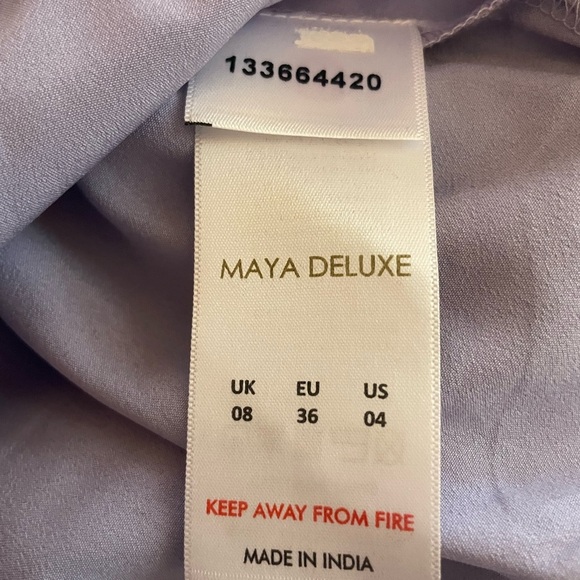 133664420
MAYA DELUXE
UK EU US
08 36 04
KEEP AWAY FROM FIRE
MADE IN INDIA